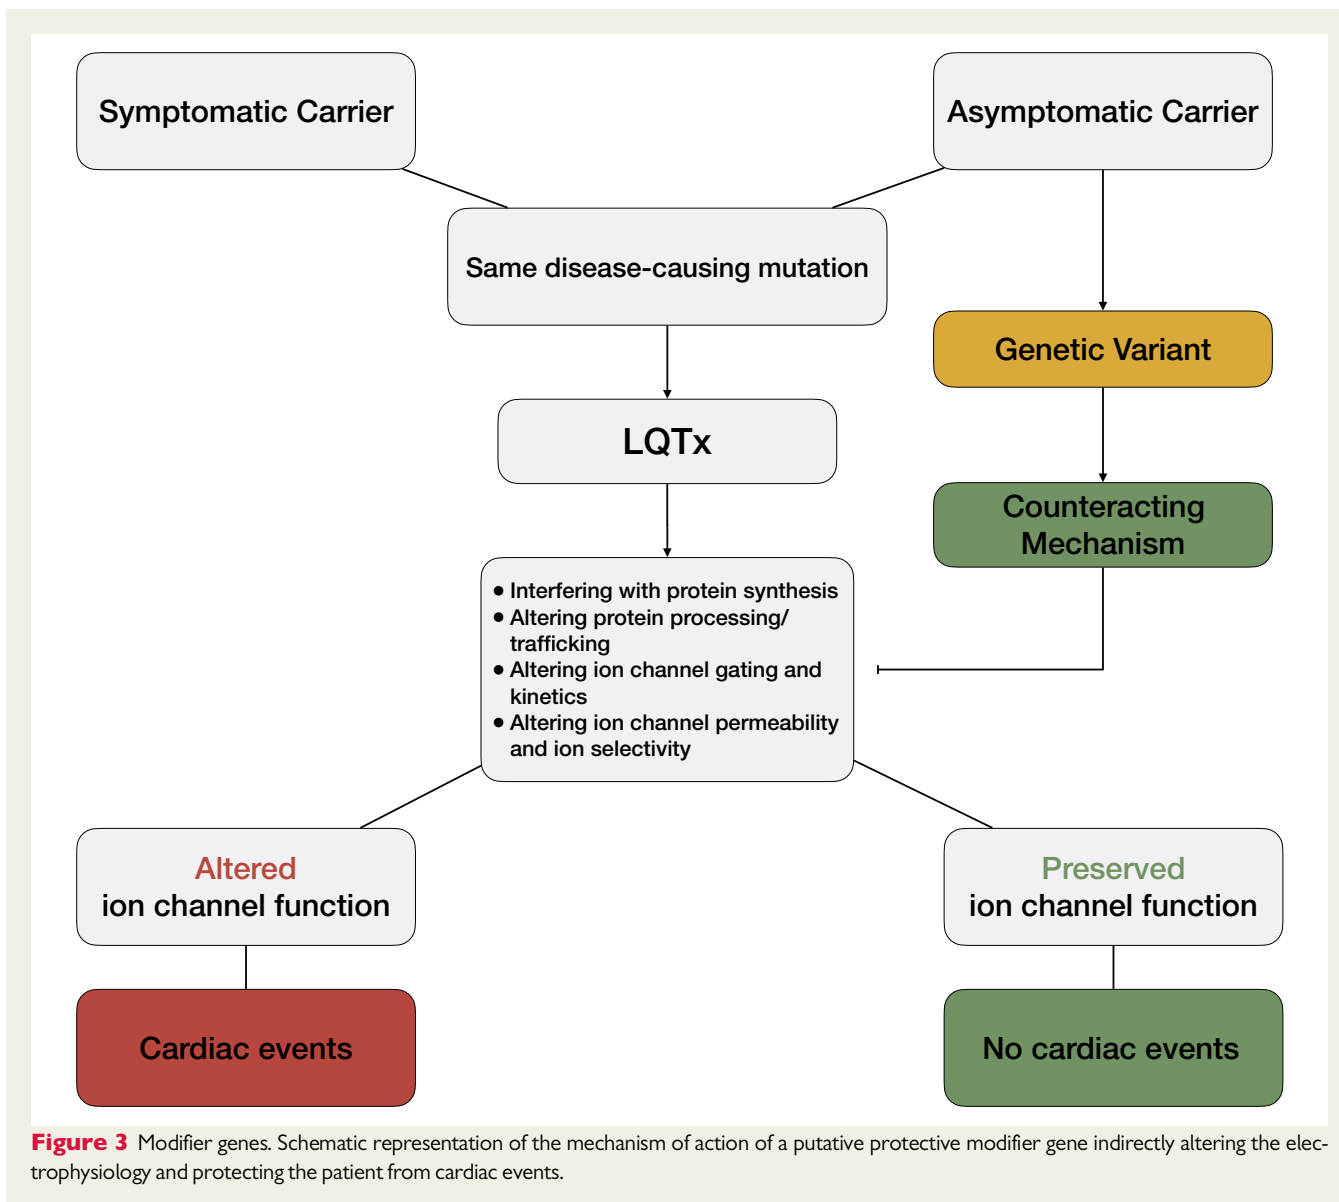 Symptomatic Carrier
Asymptomatic Carrier
Same disease-causing mutation
Genetic Variant
LQTx
Counteracting
Mechanism
• Interfering with protein synthesis
• Altering protein processing/
trafficking
• Altering ion channel gating and
kinetics
• Altering ion channel permeability
and ion selectivity
Altered
ion channel function
Preserved
ion channel function
Cardiac events
No cardiac events
Figure 3 Modifier genes. Schematic representation of the mechanism of action of a putative protective modifier gene indirectly altering the elec-
trophysiology and protecting the patient from cardiac events.